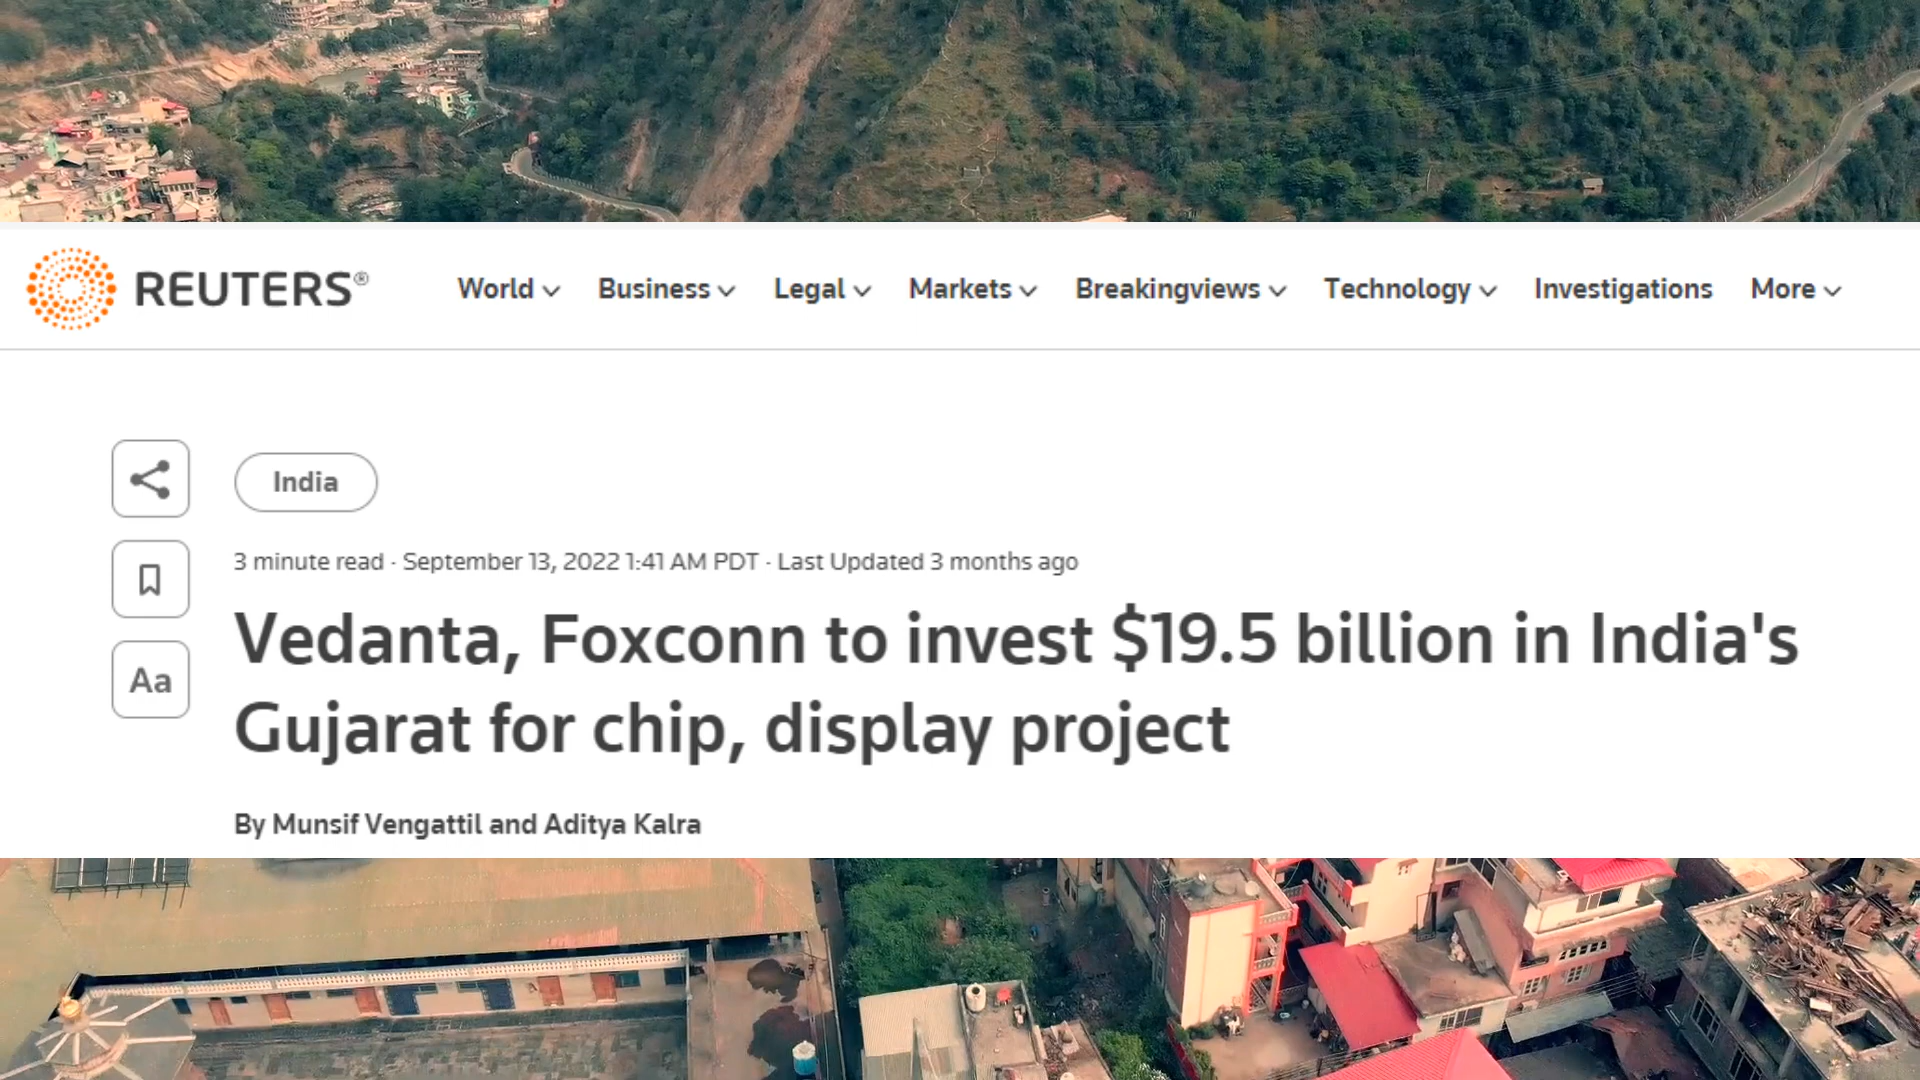 REUTERS®
World Business Legal Markets Breakingviews Technology Investigations More
India
3 minute read · September 13, 2022 1:41 AM PDT · Last Updated 3 months ago
Aa
Vedanta, Foxconn to invest $19.5 billion in India's
Gujarat for chip, display project
By Munsif Vengattil and Aditya Kalra